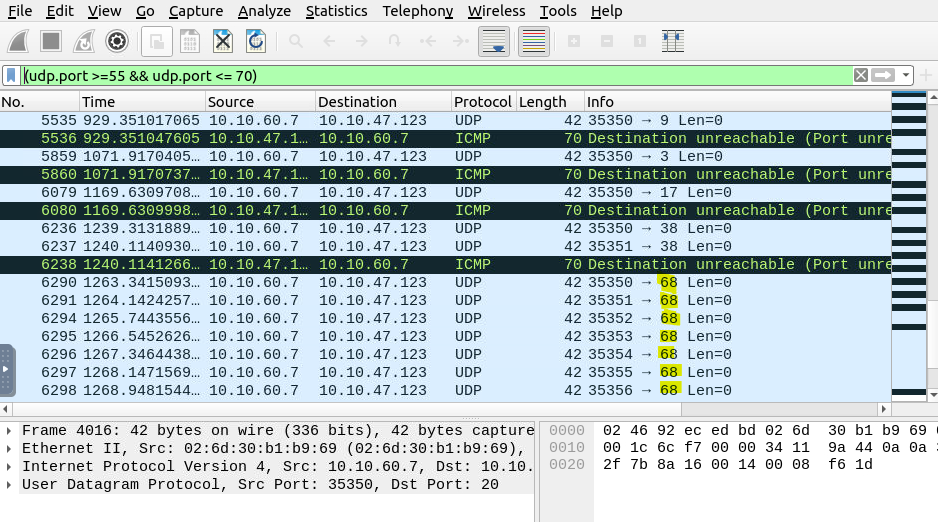 File Edit View Go Capture Analyze Statistics Telephony Wireless Tools Help
(udp.port >=55 && udp.port <= 70)
No. Time Source Destination Protocol Length Info
5535 929.351017065 10.10.60.7 10.10.47.123 UDP 42 35350 → 9 Len=0
5536 929.351047605 10.10.47.1… 10.10.60.7 ICMP 70 Destination unreachable (Port unre
5859 1071.9170405… 10.10.60.7 10.10.47.123 UDP 42 35350 → 3 Len=0
5860 1071.9170737… 10.10.47.1… 10.10.60.7 ICMP 70 Destination unreachable (Port unre
6079 1169.6309708… 10.10.60.7 10.10.47.123 UDP 42 35350 → 17 Len=0
6080 1169.6309998… 10.10.47.1… 10.10.60.7 ICMP 70 Destination unreachable (Port unre
6236 1239.3131889… 10.10.60.7 10.10.47.123 UDP 42 35350 → 38 Len=0
6237 1240.1140930… 10.10.60.7 10.10.47.123 UDP 42 35351 → 38 Len=0
6238 1240.1141266… 10.10.47.1… 10.10.60.7 ICMP 70 Destination unreachable (Port unre
6290 1263.3415093… 10.10.60.7 10.10.47.123 UDP 42 35350 → 68 Len=0
6291 1264.1424257… 10.10.60.7 10.10.47.123 UDP 42 35351 → 68 Len=0
6294 1265.7443556… 10.10.60.7 10.10.47.123 UDP 42 35352 → 68 Len=0
6295 1266.5452626… 10.10.60.7 10.10.47.123 UDP 42 35353 → 68 Len=0
6296 1267.3464438… 10.10.60.7 10.10.47.123 UDP 42 35354 → 68 Len=0
6297 1268.1471569… 10.10.60.7 10.10.47.123 UDP 42 35355 → 68 Len=0
6298 1268.9481544… 10.10.60.7 10.10.47.123 UDP 42 35356 → 68 Len=0
Frame 4016: 42 bytes on wire (336 bits), 42 bytes capture
Ethernet II, Src: 02:6d:30:b1:b9:69 (02:6d:30:b1:b9:69),
Internet Protocol Version 4, Src: 10.10.60.7, Dst: 10.10.
User Datagram Protocol, Src Port: 35350, Dst Port: 20
0000 02 46 92 ec ed bd 02 6d 30 b1 b9 69
0010 00 1c 6c f7 00 00 34 11 9a 44 0a 0a
0020 2f 7b 8a 16 00 14 00 08 f6 1d